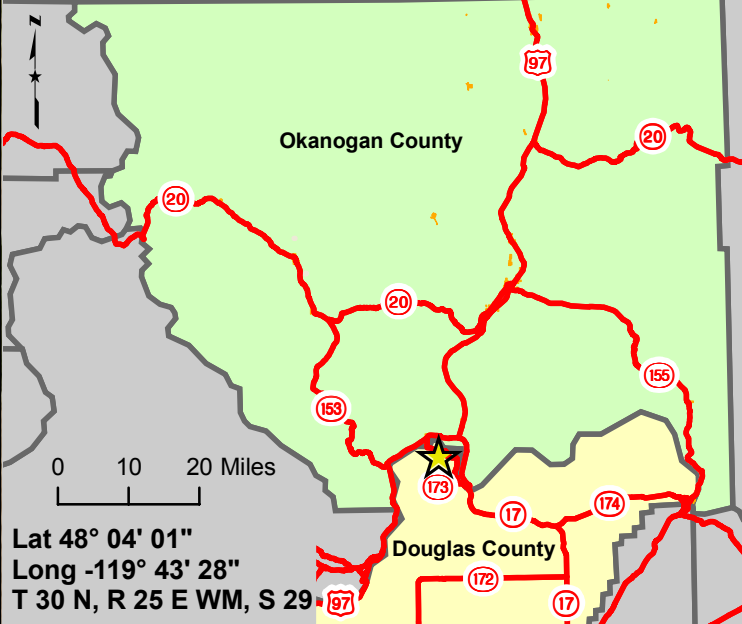 N
97
20
Okanogan County
20
20
155
153
0 10 20 Miles
173
174
17
Lat 48° 04' 01"
Douglas County
Long -119° 43' 28"
172
T 30 N, R 25 E WM, S 29
97
17